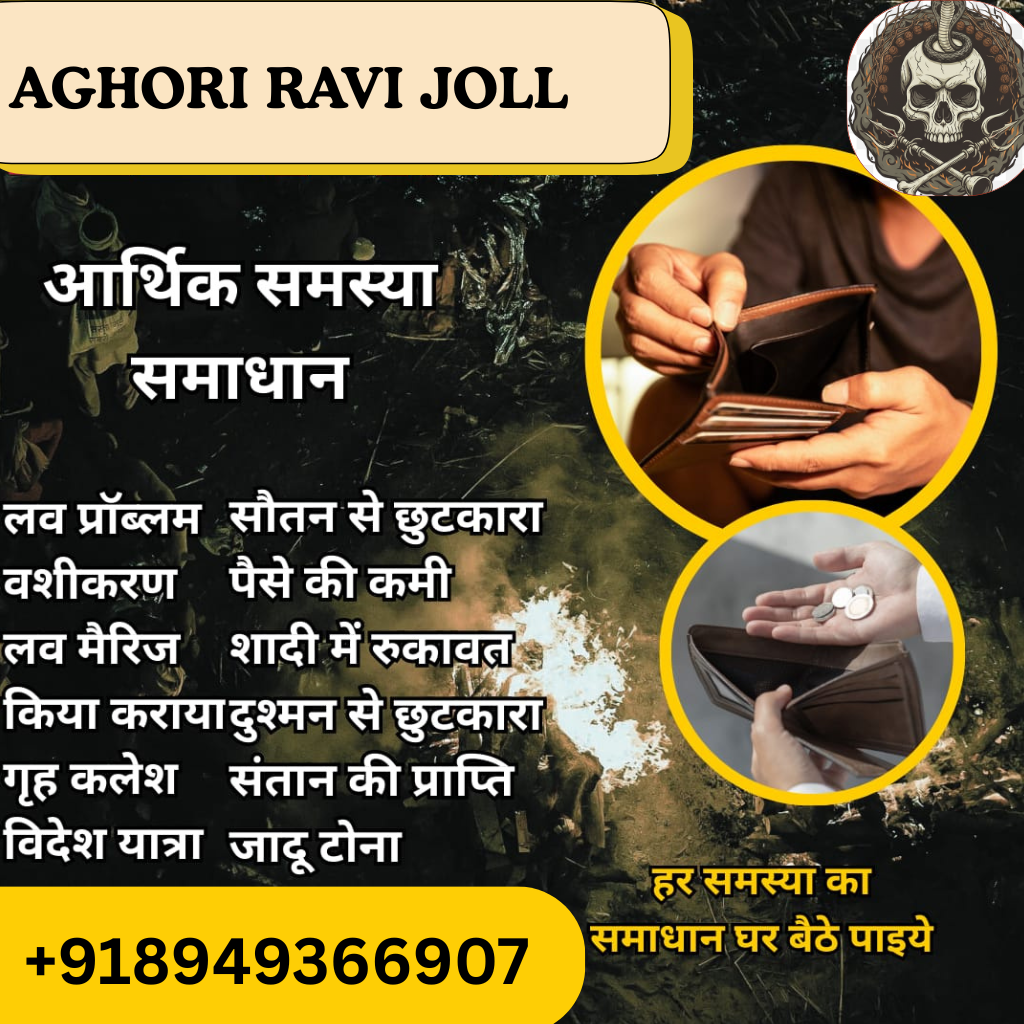 AGHORI RAVI JOLL
आर्थिक समस्या
समाधान
लव प्रॉब्लम
वशीकरण
लव मैरिज
किया कराया
गृह कलेश
विदेश यात्रा
सौतन से छुटकारा
पैसे की कमी
शादी में रुकावत
दुश्मन से छुटकारा
संतान की प्राप्ति
जादू टोना
हर समस्या का
समाधान घर बैठे पाइये
+918949366907